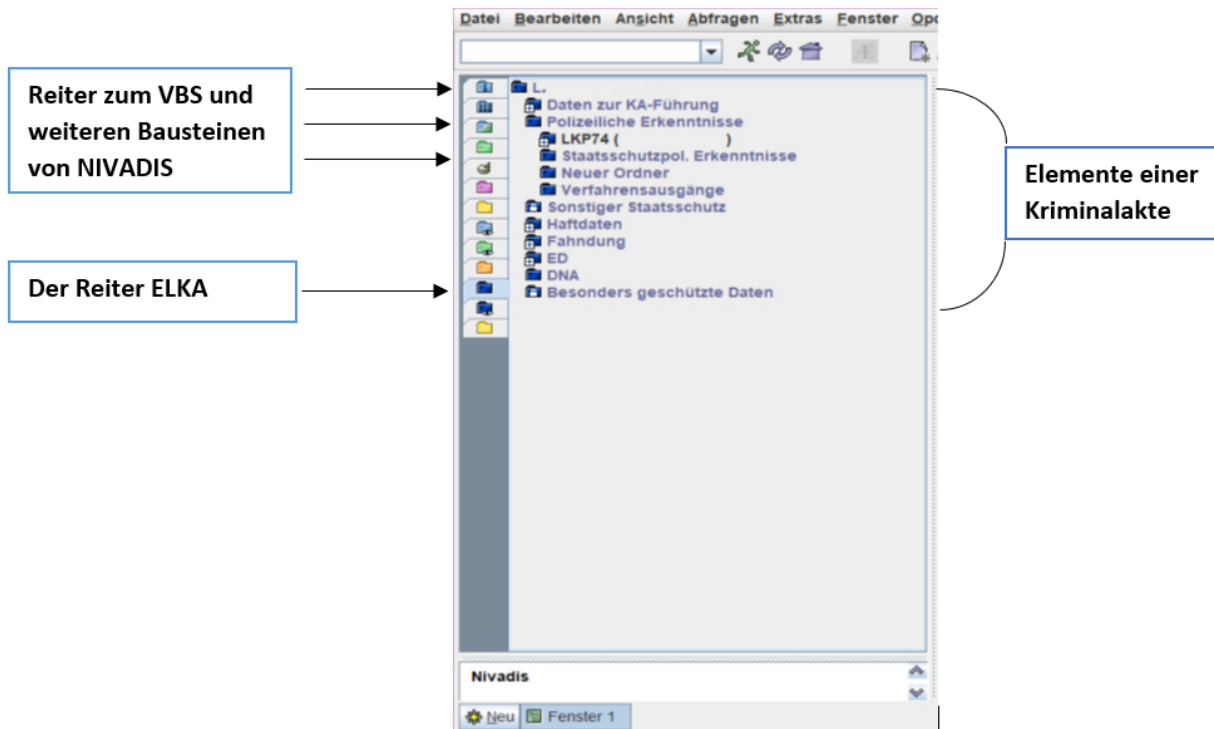 Datei Bearbeiten Ansicht Abfragen Extras Fenster
Reiter zum VBS und
weiteren Bausteinen
von NIVADIS
Der Reiter ELKA
L.
Daten zur KA-Führung
Polizeiliche Erkenntnisse
LKP74 ( )
Staatsschutzpol. Erkenntnisse
Neuer Ordner
Verfahrensausgänge
Sonstiger Staatsschutz
Haftdaten
Fahndung
ED
DNA
Besonders geschützte Daten
Elemente einer
Kriminalakte
Nivadis
Neu Fenster 1